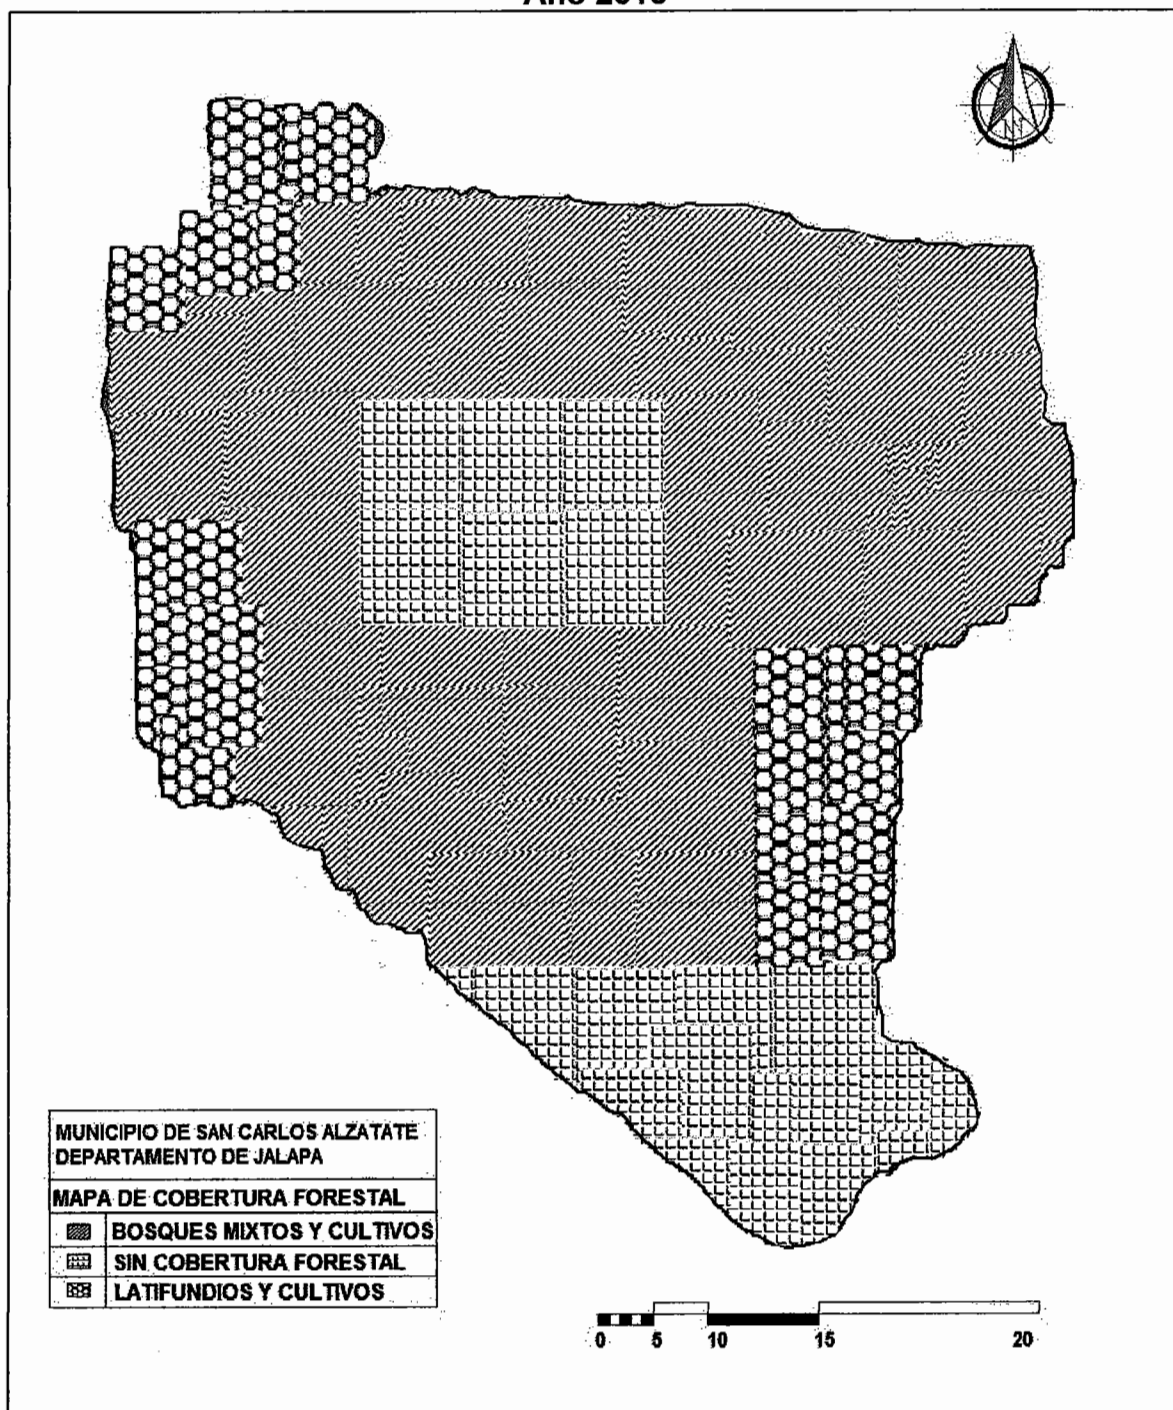 MUNICIPIO DE SAN CARLOS ALZATATE
DEPARTAMENTO DE JALAPA
MAPA DE COBERTURA FORESTAL
BOSQUES MIXTOS Y CULTIVOS
SIN COBERTURA FORESTAL
LATIFUNDIOS Y CULTIVOS
0 5 10 15 20